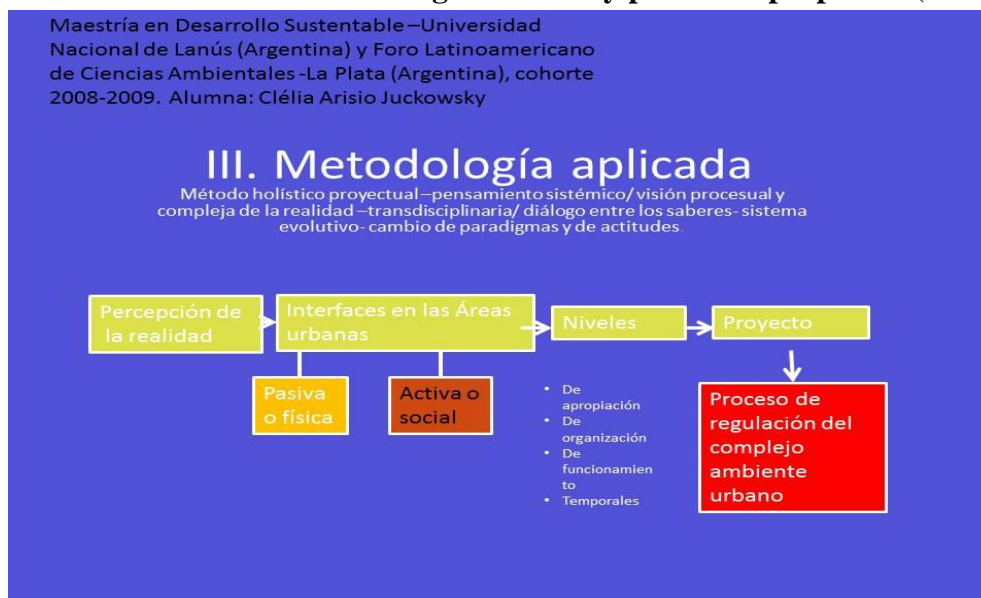 Maestría en Desarrollo Sustentable –Universidad
Nacional de Lanús (Argentina) y Foro Latinoamericano
de Ciencias Ambientales -La Plata (Argentina), cohorte
2008-2009. Alumna: Clélia Arisio Juckowsky
III. Metodología aplicada
Método holístico proyectual –pensamiento sistémico/ visión procesual y
compleja de la realidad –transdisciplinaria/ diálogo entre los saberes- sistema
evolutivo- cambio de paradigmas y de actitudes.
Percepción de
la realidad
Interfaces en las Áreas
urbanas
Niveles
Proyecto
Pasiva
o física
Activa o
social
• De
apropiación
• De
organización
• De
funcionamien
to
• Temporales
Proceso de
regulación del
complejo
ambiente
urbano